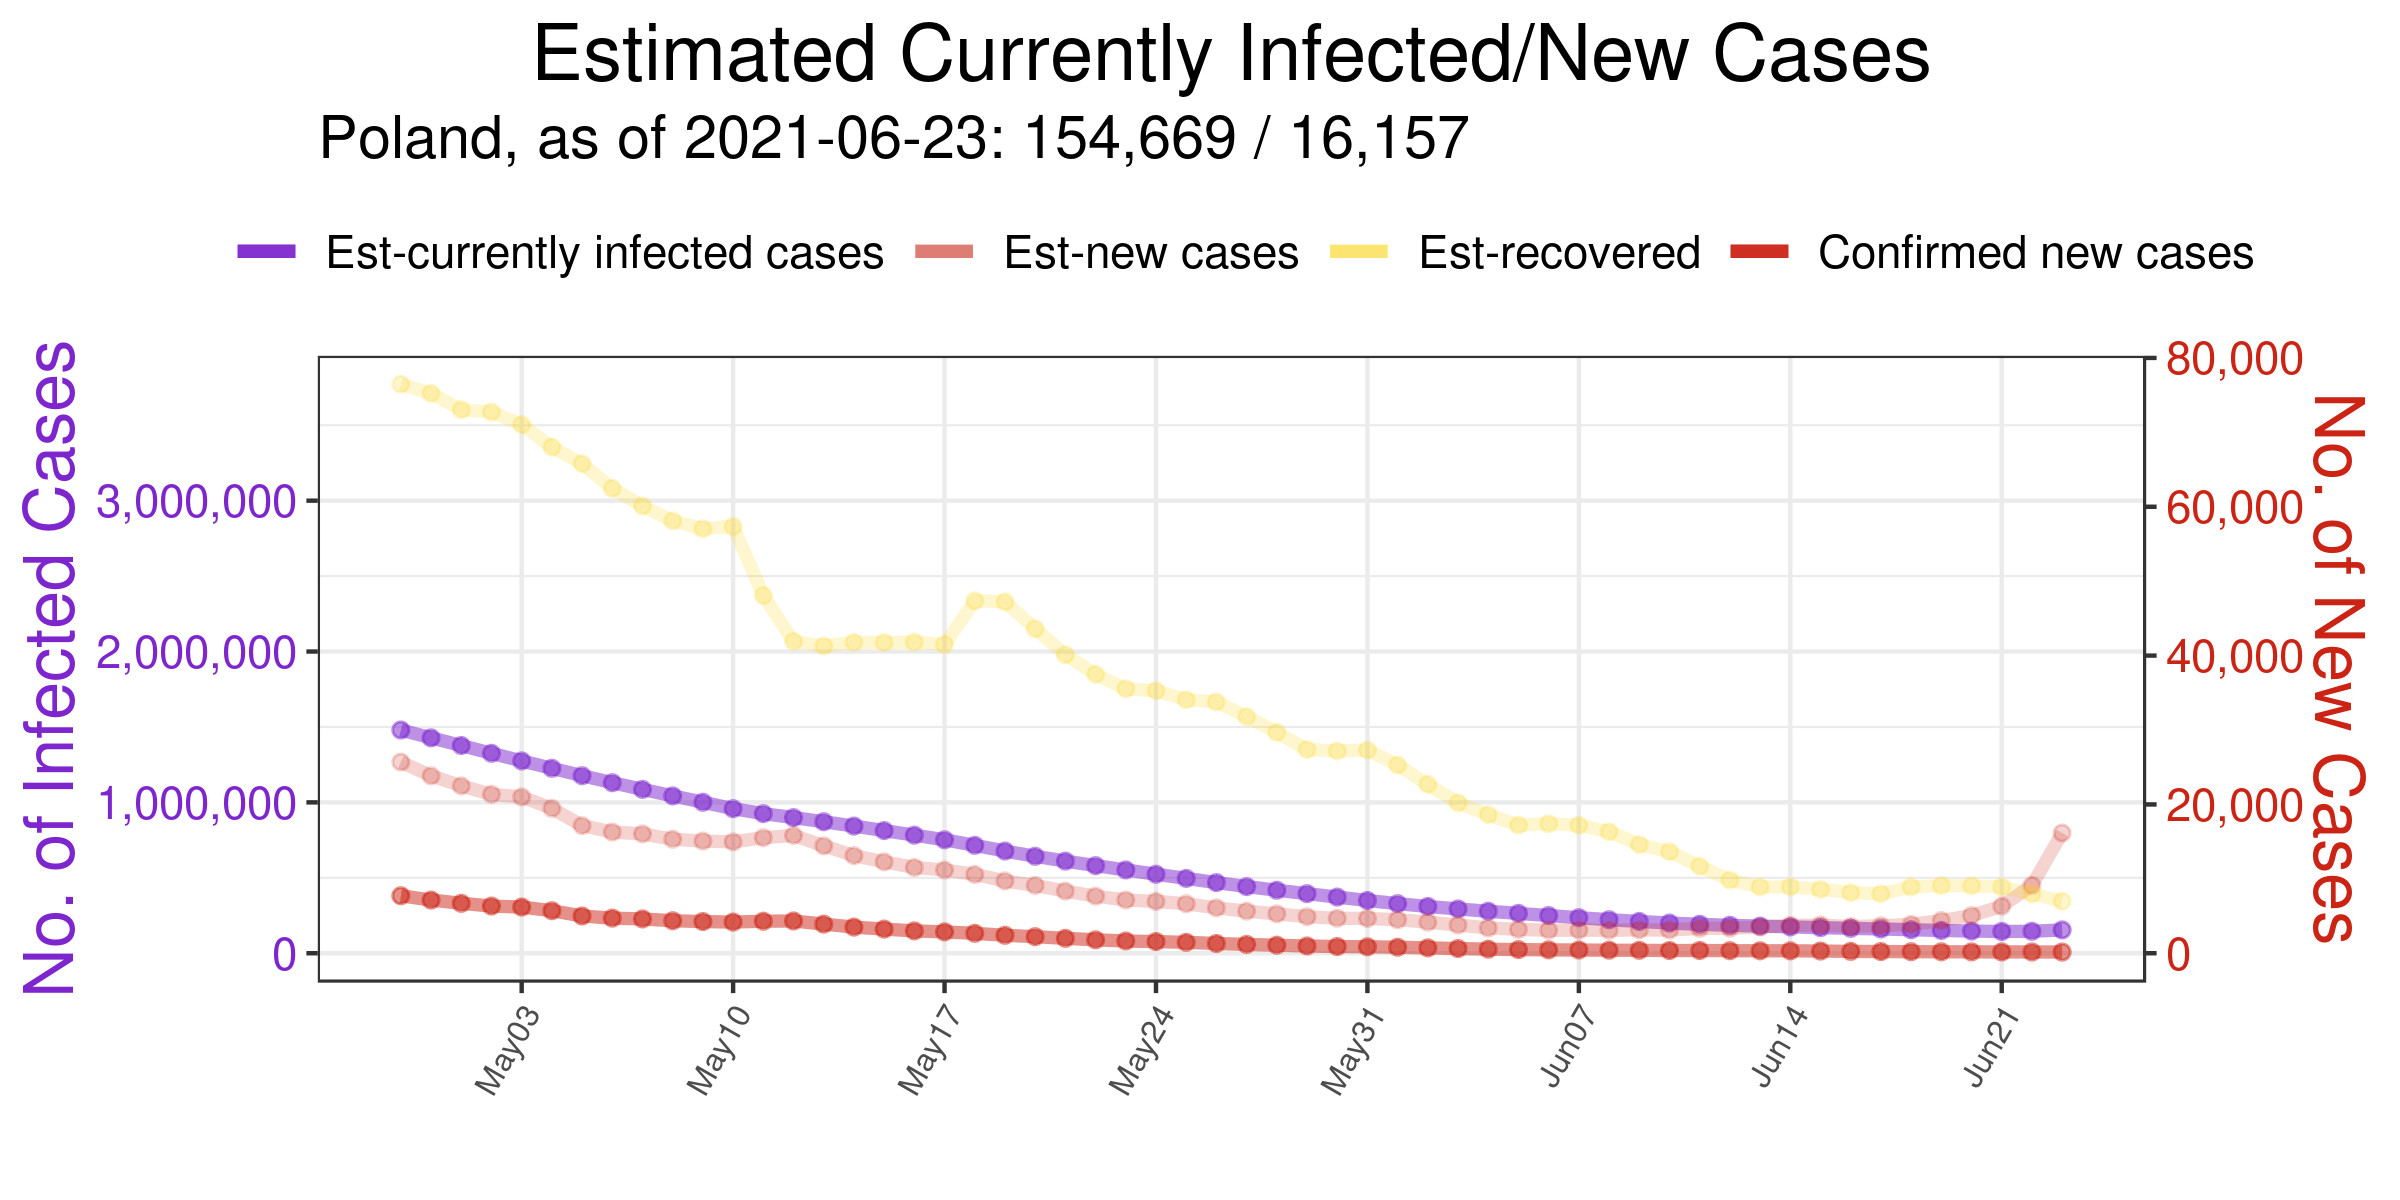 Estimated Currently Infected/New Cases
Poland, as of 2021-06-23: 154,669 / 16,157
Est-currently infected cases Est-new cases Est-recovered Confirmed new cases
No. of Infected Cases
3,000,000
2,000,000
1,000,000
0
80,000
60,000
40,000
20,000
0
No. of New Cases
May03 May10 May17 May24 May31 Jun07 Jun14 Jun21